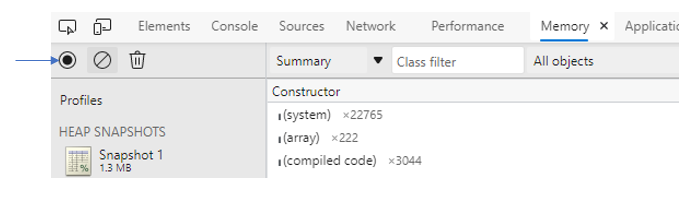 Elements Console Sources Network Performance Memory × Applicati
Summary ▼ Class filter All objects
Profiles
Constructor
HEAP SNAPSHOTS
(system) ×22765
(array) ×222
(compiled code) ×3044
Snapshot 1
1.3 MB
%